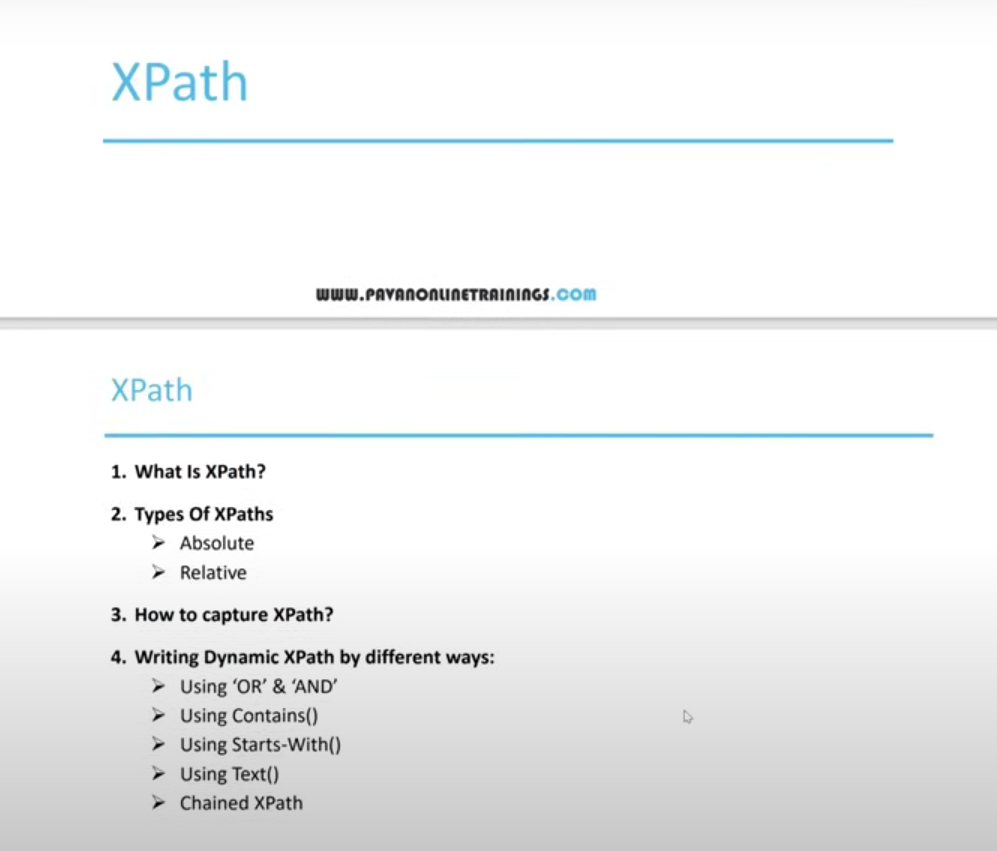 XPath
WWW.PAVANONLINETRAININGS.COM
XPath
1. What Is XPath?
2. Types Of XPaths
➢ Absolute
➢ Relative
3. How to capture XPath?
4. Writing Dynamic XPath by different ways:
➢ Using ‘OR’ & ‘AND’
➢ Using Contains()
➢ Using Starts-With()
➢ Using Text()
➢ Chained XPath